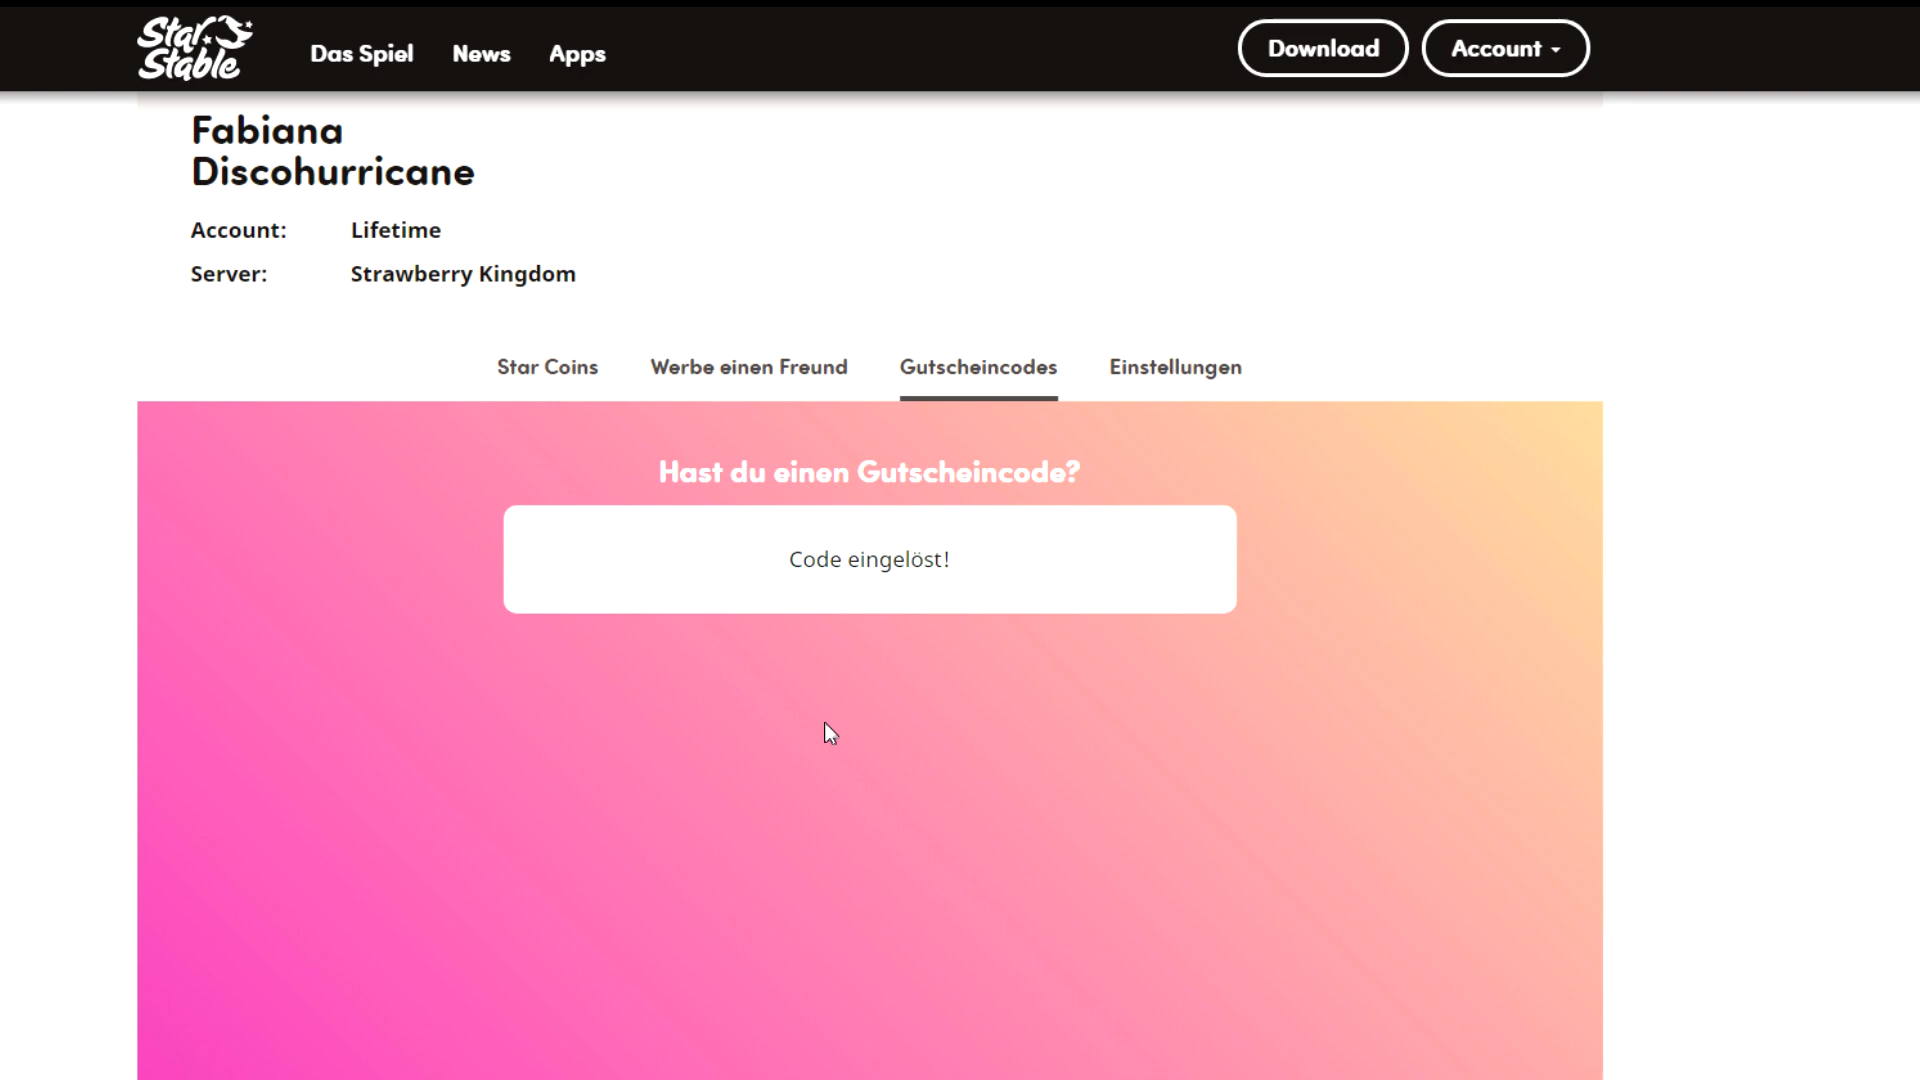 Star Stable
Das Spiel News Apps Download Account
Fabiana
Discohurricane
Account: Lifetime
Server: Strawberry Kingdom
Star Coins Werbe einen Freund Gutscheincodes Einstellungen
Hast du einen Gutscheincode?
Code eingelöst!